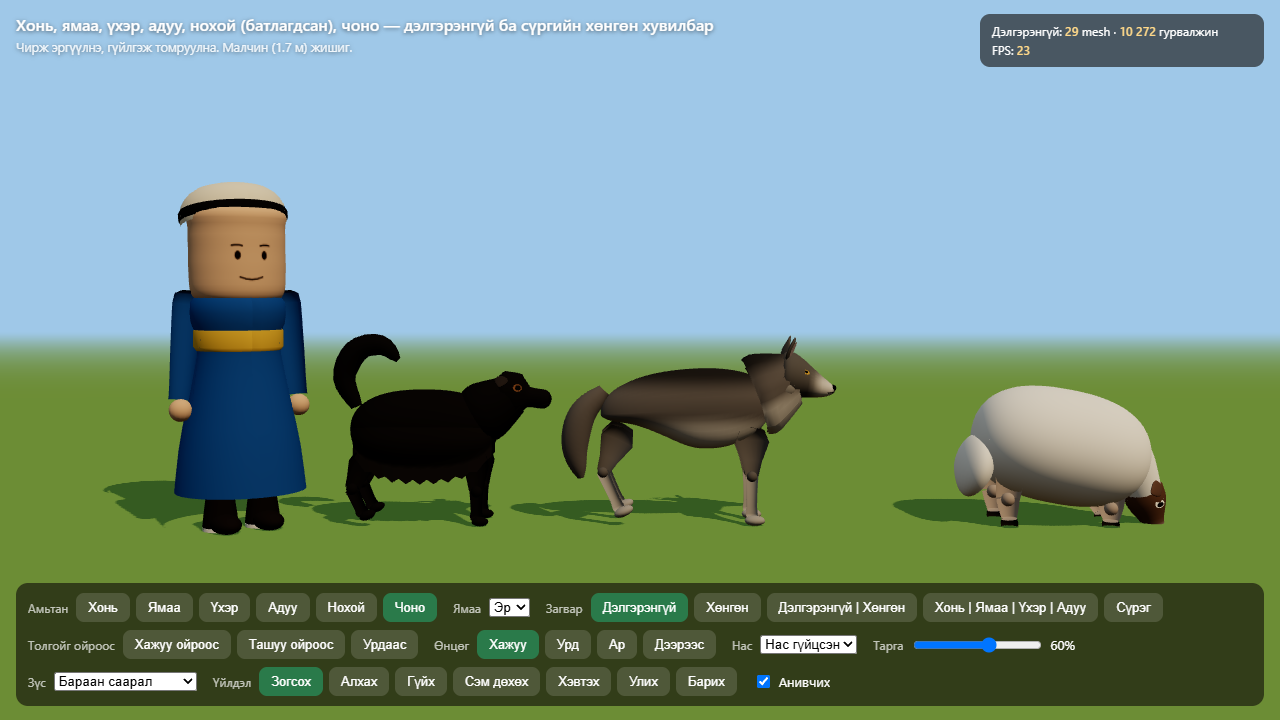 Хонь, ямаа, үхэр, адуу, нохой (батлагдсан), чоно — дэлгэрэнгүй ба сүргийн хөнгөн хувилбар
Чирж эргүүлнэ, гүйлгэж томруулна. Малчин (1.7 м) жишиг.
Дэлгэрэнгүй: 29 mesh · 10 272 гурвалжин
FPS: 23
Амьтан Хонь Ямаа Үхэр Адуу Нохой Чоно Ямаа Эр Загвар Дэлгэрэнгүй Хөнгөн Дэлгэрэнгүй | Хөнгөн Хонь | Ямаа | Үхэр | Адуу Сүрэг
Толгойг ойроос Хажуу ойроос Ташуу ойроос Урдаас Өнцөг Хажуу Урд Ар Дээрээс Нас Нас гүйцсэн Тарга 60%
Зүс Бараан саарал Үйлдэл Зогсох Алхах Гүйх Сэм дөхөх Хэвтэх Улих Барих Анивчих